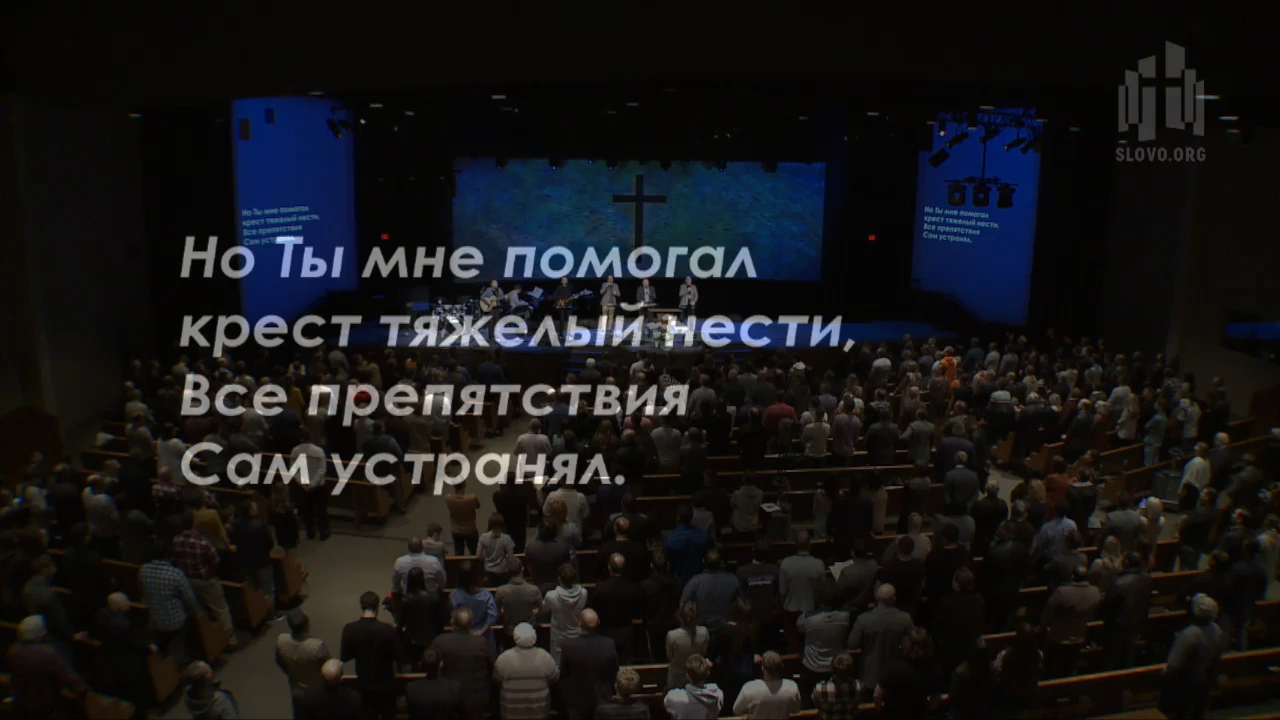 SLOVO.ORG
Но Ты мне помогал
крест тяжелый нести.
Все препятствия
Сам устранял.
Но Ты мне помогал
крест тяжелый нести,
Все препятствия
Сам устранял.
Но Ты мне помогал
крест тяжёлый нести,
Все препятствия
Сам устранял.